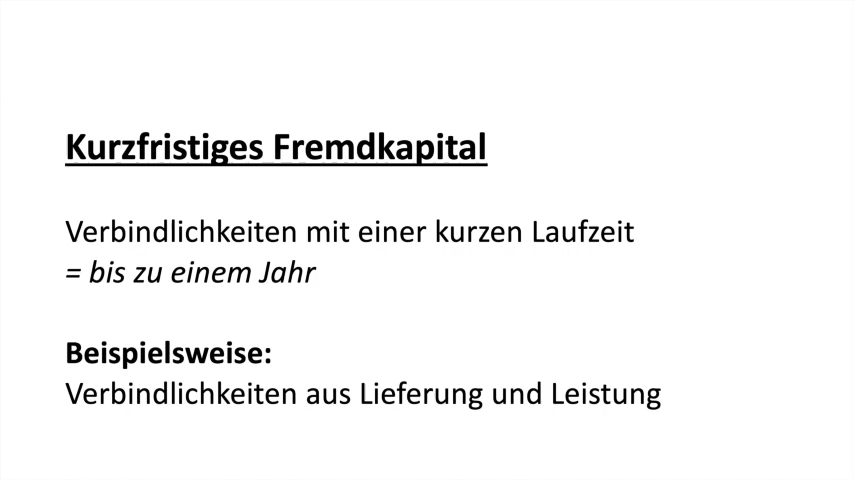 Kurzfristiges Fremdkapital
Verbindlichkeiten mit einer kurzen Laufzeit
= bis zu einem Jahr
Beispielsweise:
Verbindlichkeiten aus Lieferung und Leistung